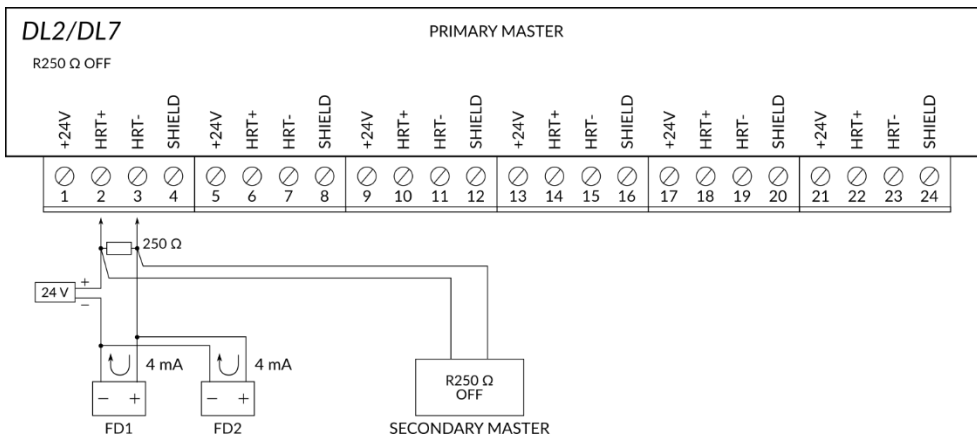 DL2/DL7
PRIMARY MASTER
R250 Ω OFF
+24V HRT+ HRT- SHIELD +24V HRT+ HRT- SHIELD +24V HRT+ HRT- SHIELD +24V HRT+ HRT- SHIELD +24V HRT+ HRT- SHIELD +24V HRT+ HRT- SHIELD
1 2 3 4 5 6 7 8 9 10 11 12 13 14 15 16 17 18 19 20 21 22 23 24
250 Ω
24 V + −
4 mA 4 mA
− + − +
R250 Ω
OFF
FD1 FD2 SECONDARY MASTER